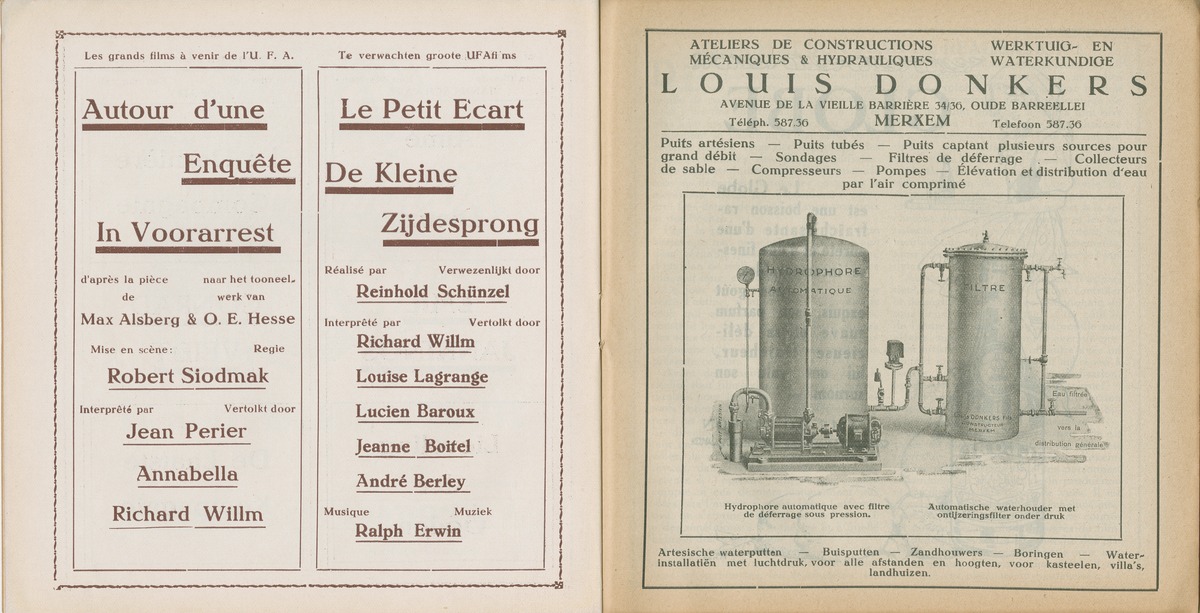 Les grands films à venir de l'U. F. A.
Autour d'une
Enquête
In Voorarrest
d'après la pièce naar het tooneel-
de werk van
Max Alsberg & O. E. Hesse
Mise en scène: Regie
Robert Siodmak
Interprêté par Vertolkt door
Jean Perier
Annabella
Richard Willm
Te verwachten groote UFAfi ms
Le Petit Ecart
De Kleine
Zijdesprong
Réalisé par Verwezenlijkt door
Reinhold Schünzel
Interprêté par Vertolkt door
Richard Willm
Louise Lagrange
Lucien Baroux
Jeanne Boitel
André Berley
Musique Muziek
Ralph Erwin
ATELIERS DE CONSTRUCTIONS WERKTUIG- EN
MÉCANIQUES & HYDRAULIQUES WATERKUNDIGE
LOUIS DONKERS
AVENUE DE LA VIEILLE BARRIÈRE 34/36, OUDE BARREELLEI
Téléph. 587.36 MERXEM Telefoon 587.36
Puits artésiens — Puits tubés — Puits captant plusieurs sources pour
grand débit — Sondages — Filtres de déferrage — Collecteurs
de sable — Compresseurs — Pompes — Élévation et distribution d'eau
par l'air comprimé
HYDROPHORE
AUTOMATIQUE
FILTRE
DONKERS
CONSTRUCTEUR
MERXEM
Eau filtrée
vers la
distribution générale
Hydrophore automatique avec filtre
de déferrage sous pression.
Automatische waterhouder met
ontijzeringsfilter onder druk
Artesische waterputten — Buisputten — Zandhouwers — Boringen — Water-
installatiën met luchtdruk, voor alle afstanden en hoogten, voor kasteelen, villa's,
landhuizen.